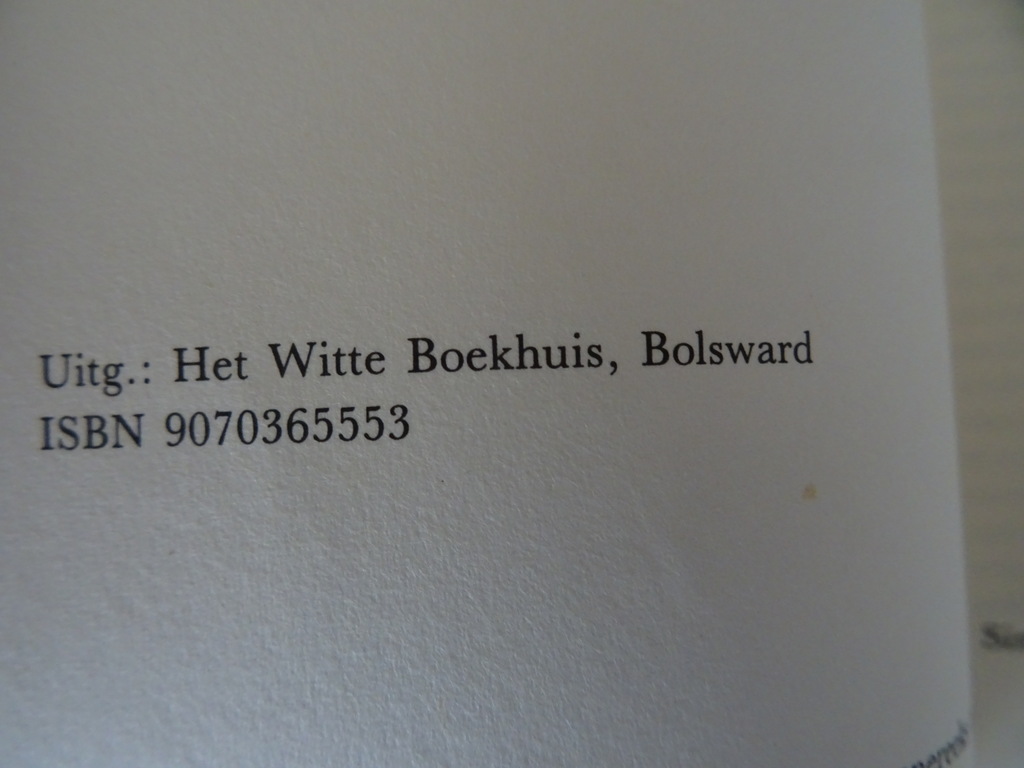 Uitg.: Het Witte Boekhuis, Bolsward
ISBN 9070365553